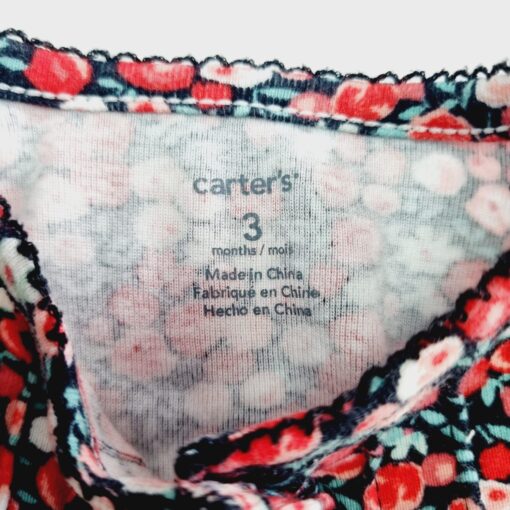 carter's
3
months / mois
Made in China
Fabriqué en Chine
Hecho en China